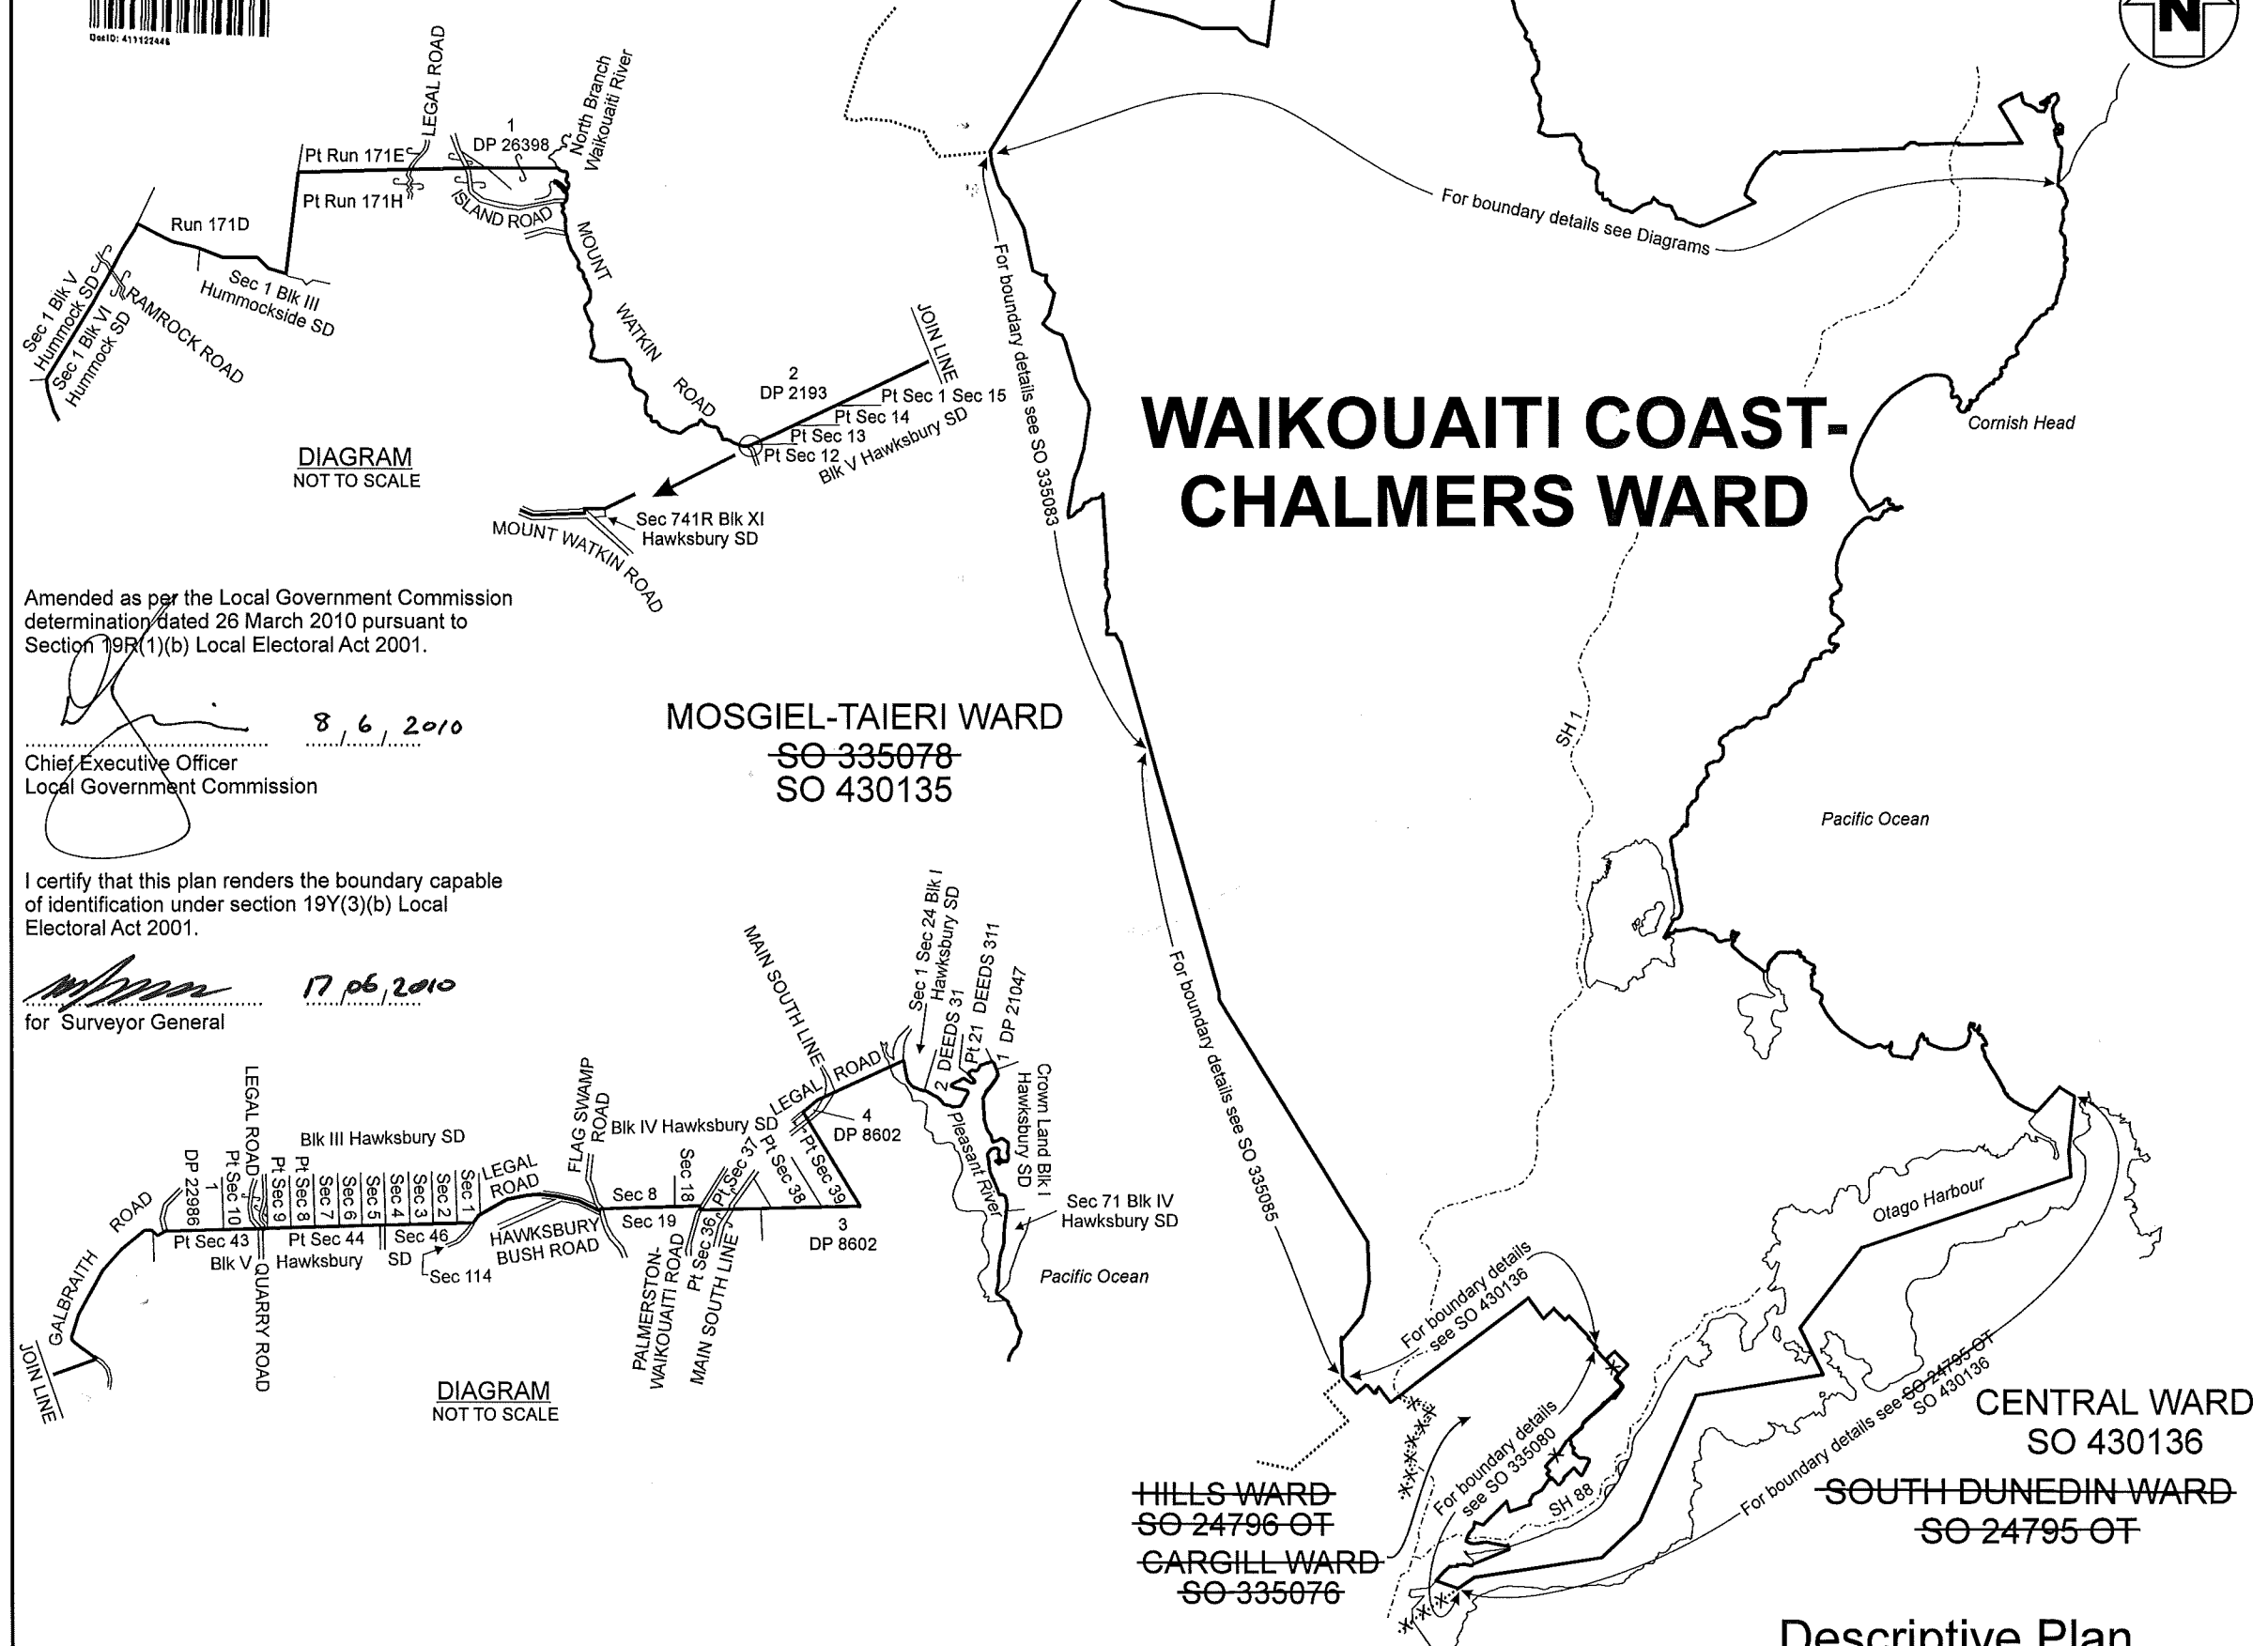 DocID: 411122446
N
LEGAL ROAD
1
DP 26398
North Branch
Waikouaiti River
Pt Run 171E
Pt Run 171H
ISLAND ROAD
Run 171D
Sec 1 Blk III
Hummockside SD
Sec 1 Blk V
Hummock SD
Sec 1 Blk VI
Hummock SD
RAMROCK ROAD
MOUNT WATKIN ROAD
JOIN LINE
2
DP 2193
Pt Sec 1 Sec 15
Pt Sec 14
Pt Sec 13
Pt Sec 12
Blk V Hawksbury SD
DIAGRAM
NOT TO SCALE
Sec 741R Blk XI
Hawksbury SD
MOUNT WATKIN ROAD
For boundary details see Diagrams
For boundary details see SO 335083
WAIKOUAITI COAST-
CHALMERS WARD
Cornish Head
Amended as per the Local Government Commission
determination dated 26 March 2010 pursuant to
Section 19R(1)(b) Local Electoral Act 2001.
8, 6, 2010
Chief Executive Officer
Local Government Commission
MOSGIEL-TAIERI WARD
SO 335078
SO 430135
SH 1
Pacific Ocean
I certify that this plan renders the boundary capable
of identification under section 19Y(3)(b) Local
Electoral Act 2001.
17, 06, 2010
for Surveyor General
For boundary details see SO 335085
MAIN SOUTH LINE
Sec 1 Sec 24 Blk I
Hawksbury SD
2 DEEDS 31
Pt 21 DEEDS 311
1 DP 21047
LEGAL ROAD
Crown Land Blk I
Hawksbury SD
Pleasant River
4
DP 8602
LEGAL ROAD
Blk III Hawksbury SD
FLAG SWAMP
ROAD
Blk IV Hawksbury SD
DP 22986
1
Pt Sec 10
Pt Sec 9
Pt Sec 8
Sec 7
Sec 6
Sec 5
Sec 4
Sec 3
Sec 2
Sec 1
LEGAL
ROAD
Sec 8
Sec 18
Pt Sec 37
Pt Sec 38
Pt Sec 39
GALBRAITH ROAD
Pt Sec 43
Pt Sec 44
Sec 46
Blk V Hawksbury SD
Sec 114
HAWKSBURY
BUSH ROAD
Sec 19
Pt Sec 36
3
DP 8602
Sec 71 Blk IV
Hawksbury SD
Pacific Ocean
QUARRY ROAD
PALMERSTON-
WAIKOUAITI ROAD
MAIN SOUTH LINE
JOIN LINE
DIAGRAM
NOT TO SCALE
Otago Harbour
For boundary details
see SO 430136
For boundary details
see SO 335080
SH 88
For boundary details see SO 24795 OT
SO 430136
CENTRAL WARD
SO 430136
SOUTH DUNEDIN WARD
SO 24795 OT
HILLS WARD
SO 24796 OT
CARGILL WARD
SO 335076
Descriptive Plan